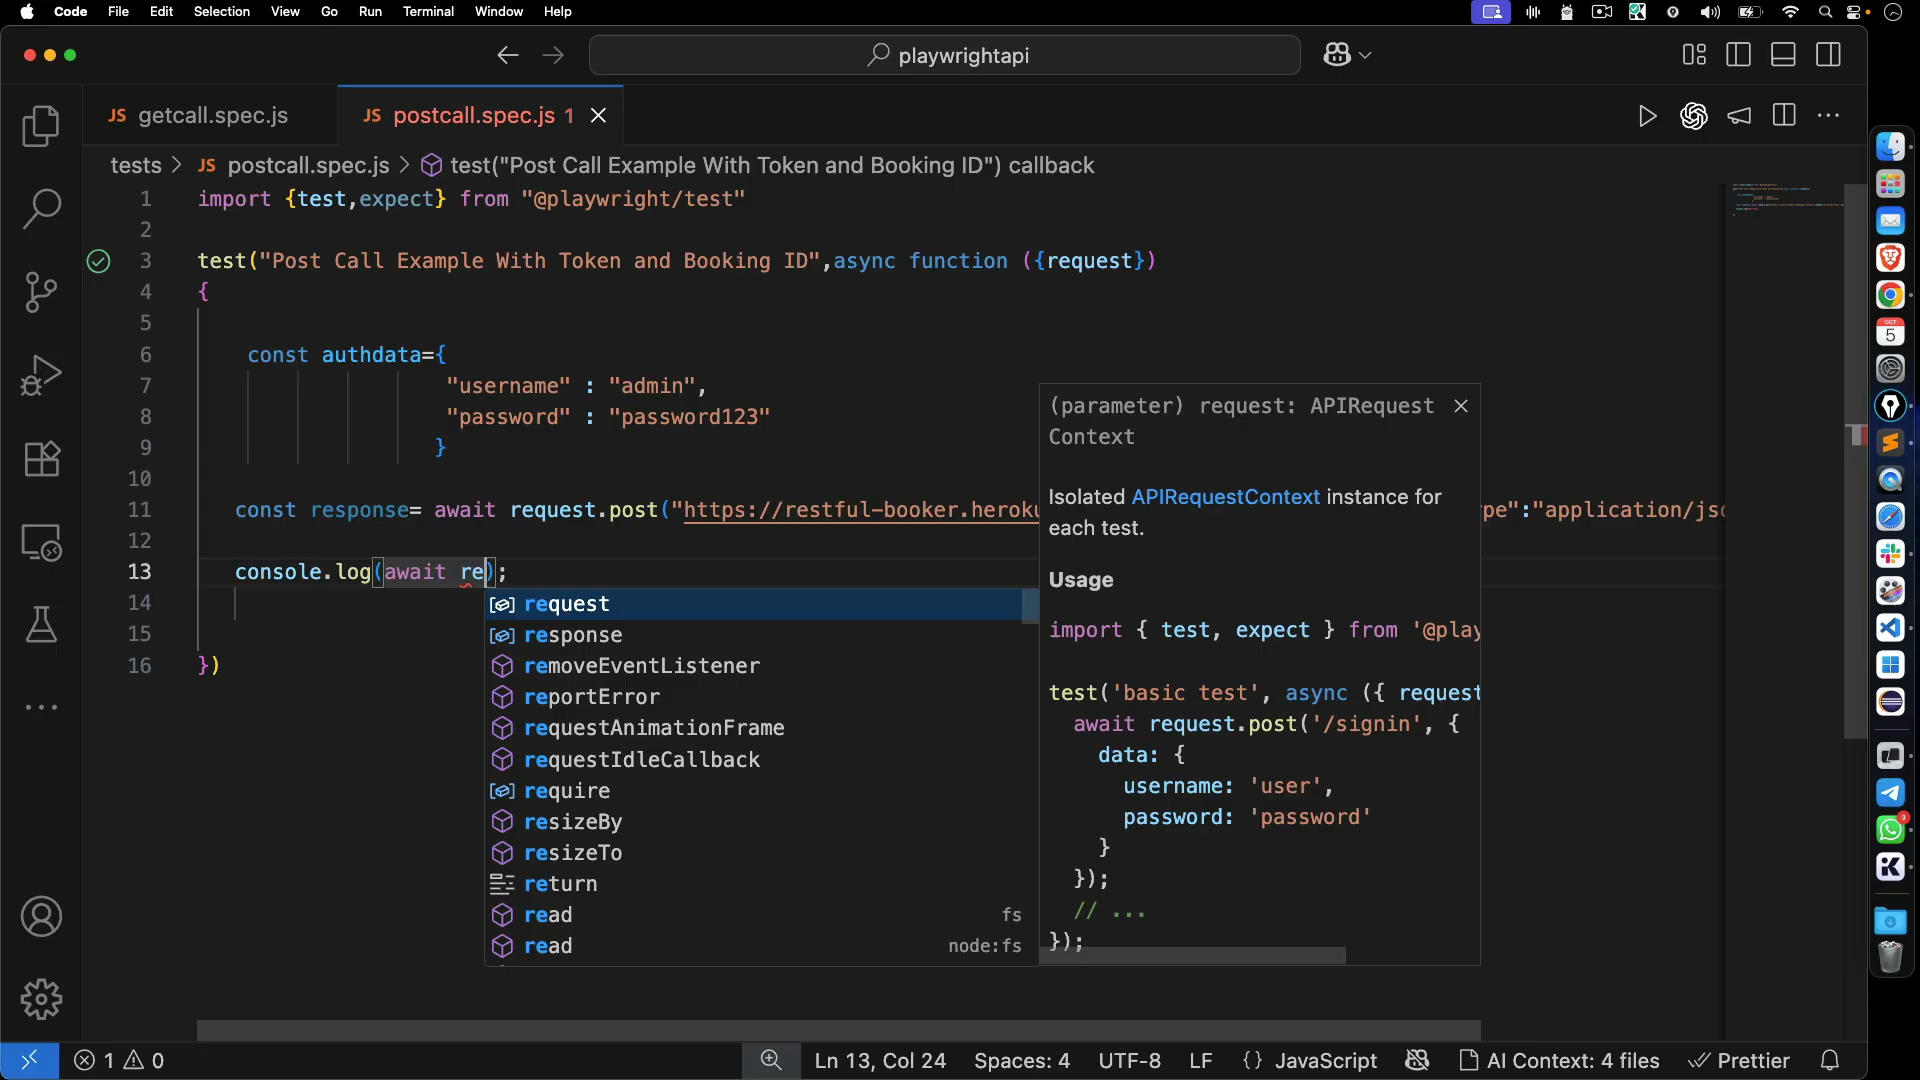 Code File Edit Selection View Go Run Terminal Window Help
playwrightapi
JS getcall.spec.js
JS postcall.spec.js 1
tests > JS postcall.spec.js > test("Post Call Example With Token and Booking ID") callback
1 import {test,expect} from "@playwright/test"
2
3 test("Post Call Example With Token and Booking ID",async function ({request})
4 {
5
6 const authdata={
7 "username" : "admin",
8 "password" : "password123"
9 }
10
11 const response= await request.post("https://restful-booker.heroku
pe":"application/jso
12
13 console.log(await re);
14
15
16 })
request
response
removeEventListener
reportError
requestAnimationFrame
requestIdleCallback
require
resizeBy
resizeTo
return
read fs
read node:fs
(parameter) request: APIRequest
Context
Isolated APIRequestContext instance for
each test.
Usage
import { test, expect } from '@play
test('basic test', async ({ request
await request.post('/signin', {
data: {
username: 'user',
password: 'password'
}
});
// ...
});
OCT
5
3
1 0
Ln 13, Col 24 Spaces: 4 UTF-8 LF {} JavaScript AI Context: 4 files Prettier